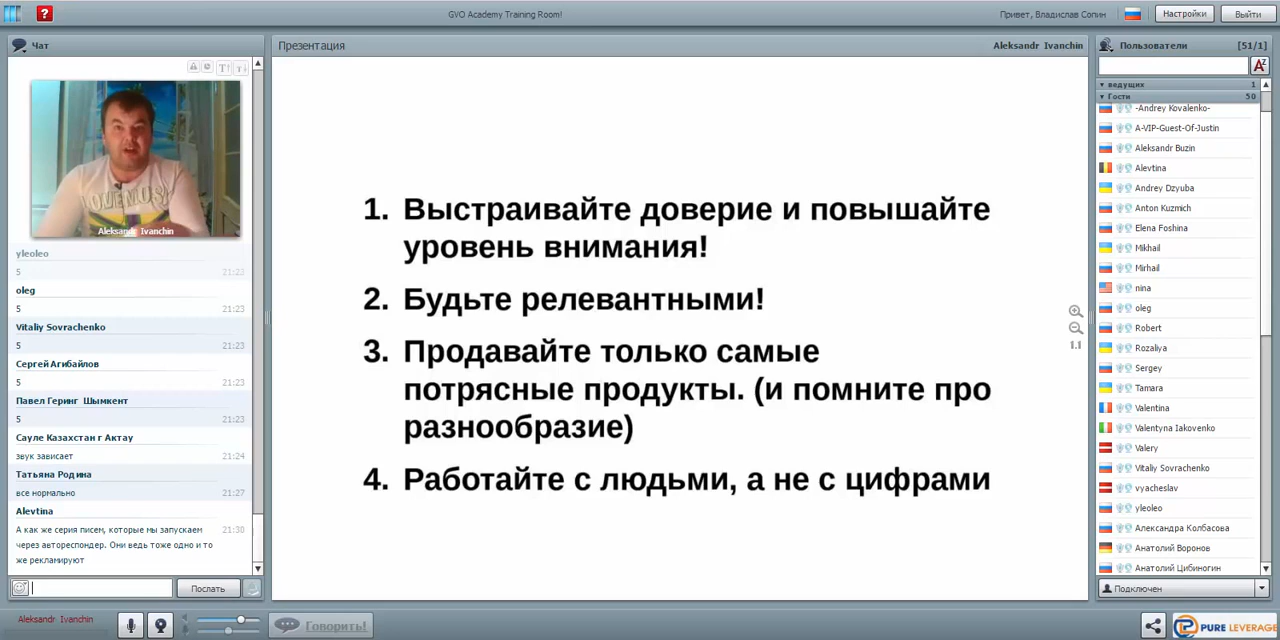 GVO Academy Training Room!
Привет, Владислав Сопин
Настройки
Выйти
Чат
Презентация
Aleksandr Ivanchin
Пользователи
[51/1]
Aleksandr Ivanchin
yleoleo
5
21:23
oleg
5
21:23
Vitaliy Sovrachenko
5
21:23
Сергей Агибайлов
5
21:23
Павел Геринг Шымкент
5
21:23
Сауле Казахстан г Актау
звук зависает
21:24
Татьяна Родина
все нормально
21:27
Alevtina
А как же серия писем, которые мы запускаем
21:30
через автореспондер. Они ведь тоже одно и то
же рекламируют
Послать
1. Выстраивайте доверие и повышайте
уровень внимания!
2. Будьте релевантными!
3. Продавайте только самые
потрясные продукты. (и помните про
разнообразие)
4. Работайте с людьми, а не с цифрами
1:1
ведущих 1
Гости 50
-Andrey Kovalenko-
A-VIP-Guest-Of-Justin
Aleksandr Buzin
Alevtina
Andrey Dzyuba
Anton Kuzmich
Elena Foshina
Mikhail
Mirhail
nina
oleg
Robert
Rozaliya
Sergey
Tamara
Valentina
Valentyna Iakovenko
Valery
Vitaliy Sovrachenko
vyacheslav
yleoleo
Александра Колбасова
Анатолий Воронов
Анатолий Цибиногин
Подключен
Aleksandr Ivanchin
Говорить!
PURE LEVERAGE